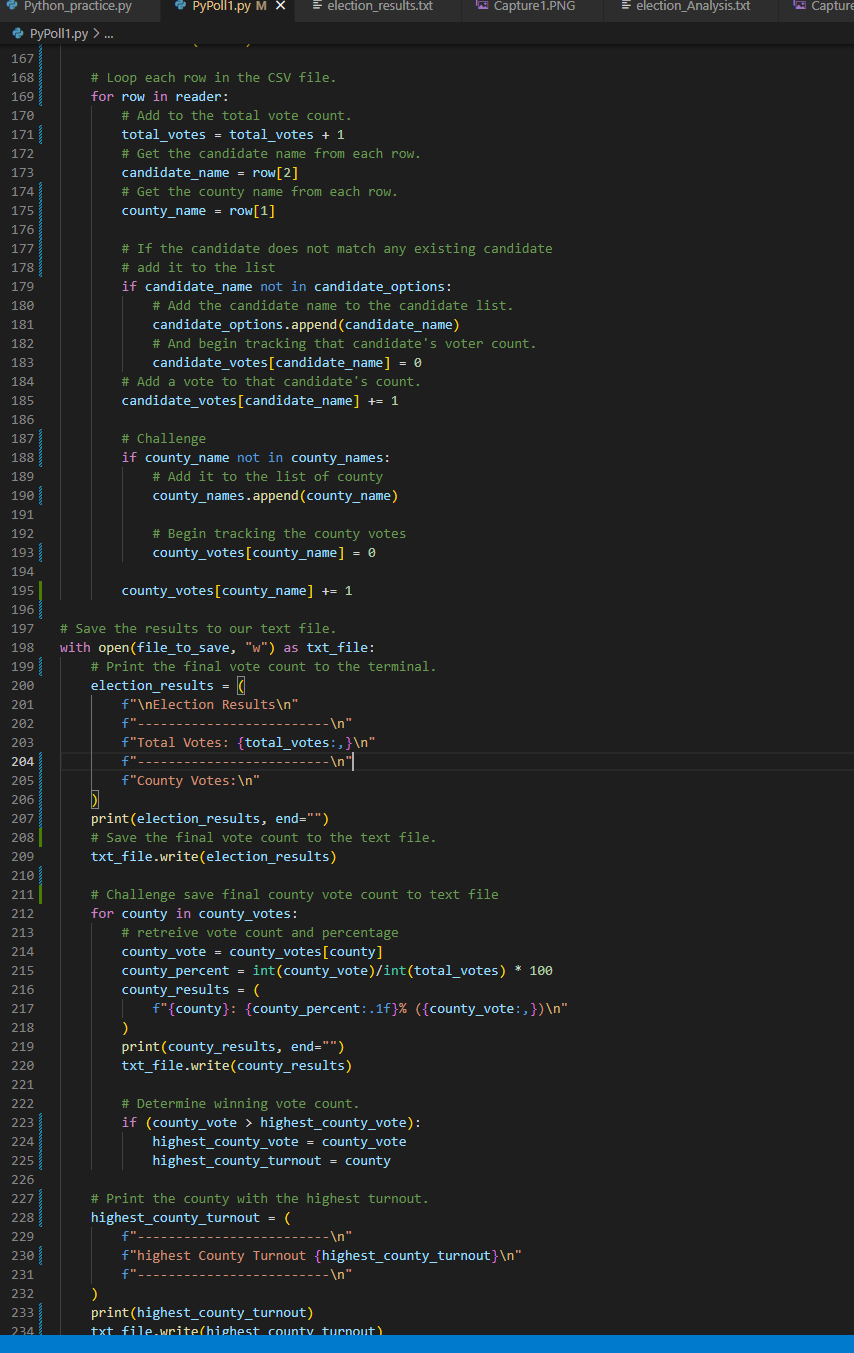 Python_practice.py
PyPoll1.py M
election_results.txt
Capture1.PNG
election_Analysis.txt
Capture
PyPoll1.py > ...
167
168     # Loop each row in the CSV file.
169     for row in reader:
170         # Add to the total vote count.
171         total_votes = total_votes + 1
172         # Get the candidate name from each row.
173         candidate_name = row[2]
174         # Get the county name from each row.
175         county_name = row[1]
176
177         # If the candidate does not match any existing candidate
178         # add it to the list
179         if candidate_name not in candidate_options:
180             # Add the candidate name to the candidate list.
181             candidate_options.append(candidate_name)
182             # And begin tracking that candidate's voter count.
183             candidate_votes[candidate_name] = 0
184         # Add a vote to that candidate's count.
185         candidate_votes[candidate_name] += 1
186
187         # Challenge
188         if county_name not in county_names:
189             # Add it to the list of county
190             county_names.append(county_name)
191
192             # Begin tracking the county votes
193             county_votes[county_name] = 0
194
195         county_votes[county_name] += 1
196
197 # Save the results to our text file.
198 with open(file_to_save, "w") as txt_file:
199     # Print the final vote count to the terminal.
200     election_results = (
201         f"\nElection Results\n"
202         f"-------------------------\n"
203         f"Total Votes: {total_votes:,}\n"
204         f"-------------------------\n"
205         f"County Votes:\n"
206     )
207     print(election_results, end="")
208     # Save the final vote count to the text file.
209     txt_file.write(election_results)
210
211     # Challenge save final county vote count to text file
212     for county in county_votes:
213         # retreive vote count and percentage
214         county_vote = county_votes[county]
215         county_percent = int(county_vote)/int(total_votes) * 100
216         county_results = (
217             f"{county}: {county_percent:.1f}% ({county_vote:,})\n"
218         )
219         print(county_results, end="")
220         txt_file.write(county_results)
221
222         # Determine winning vote count.
223         if (county_vote > highest_county_vote):
224             highest_county_vote = county_vote
225             highest_county_turnout = county
226
227     # Print the county with the highest turnout.
228     highest_county_turnout = (
229         f"-------------------------\n"
230         f"highest County Turnout {highest_county_turnout}\n"
231         f"-------------------------\n"
232     )
233     print(highest_county_turnout)
234     txt_file.write(highest_county_turnout)